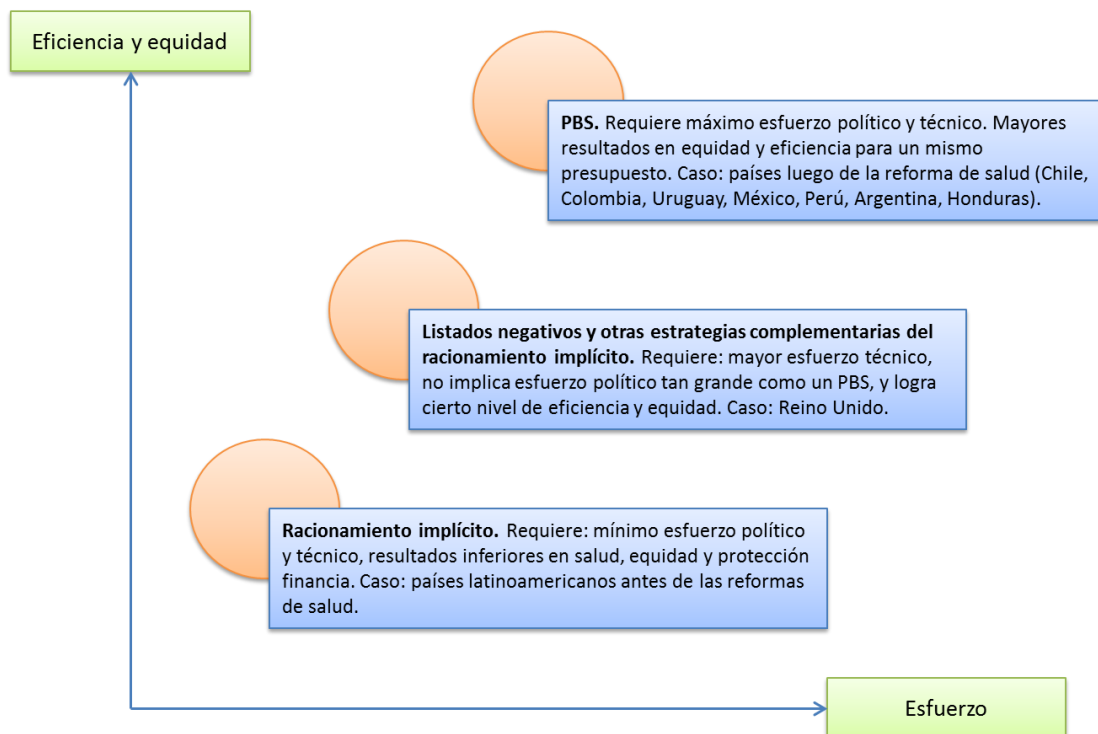 Eficiencia y equidad
PBS. Requiere máximo esfuerzo político y técnico. Mayores
resultados en equidad y eficiencia para un mismo
presupuesto. Caso: países luego de la reforma de salud (Chile,
Colombia, Uruguay, México, Perú, Argentina, Honduras).
Listados negativos y otras estrategias complementarias del
racionamiento implícito. Requiere: mayor esfuerzo técnico,
no implica esfuerzo político tan grande como un PBS, y logra
cierto nivel de eficiencia y equidad. Caso: Reino Unido.
Racionamiento implícito. Requiere: mínimo esfuerzo político
y técnico, resultados inferiores en salud, equidad y protección
financia. Caso: países latinoamericanos antes de las reformas
de salud.
Esfuerzo